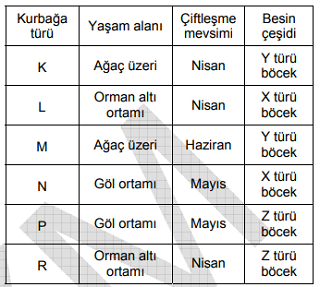 Kurbağa türü | Yaşam alanı | Çiftleşme mevsimi | Besin çeşidi
K | Ağaç üzeri | Nisan | Y türü böcek
L | Orman altı ortamı | Nisan | X türü böcek
M | Ağaç üzeri | Haziran | Y türü böcek
N | Göl ortamı | Mayıs | X türü böcek
P | Göl ortamı | Mayıs | Z türü böcek
R | Orman altı ortamı | Nisan | Z türü böcek